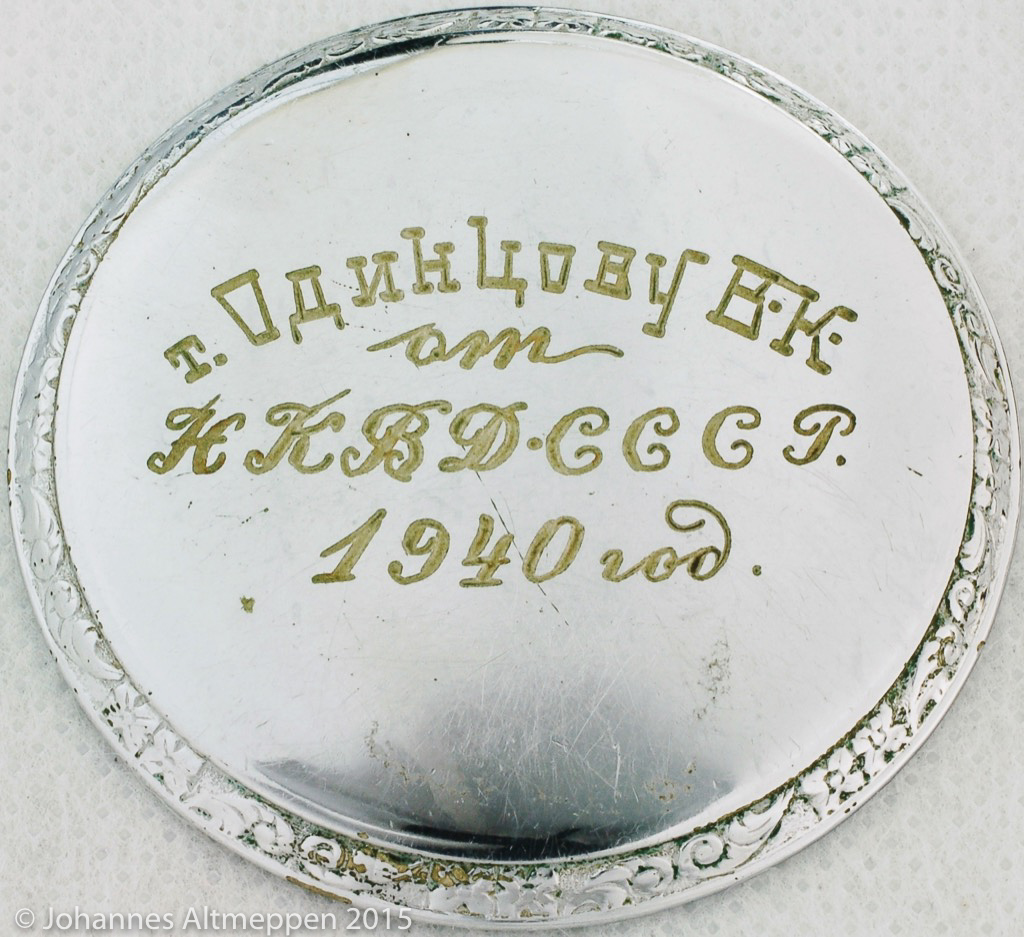 т. Одинцову В. К.
от
НКВД·СССР.
1940 год.
© Johannes Altmeppen 2015